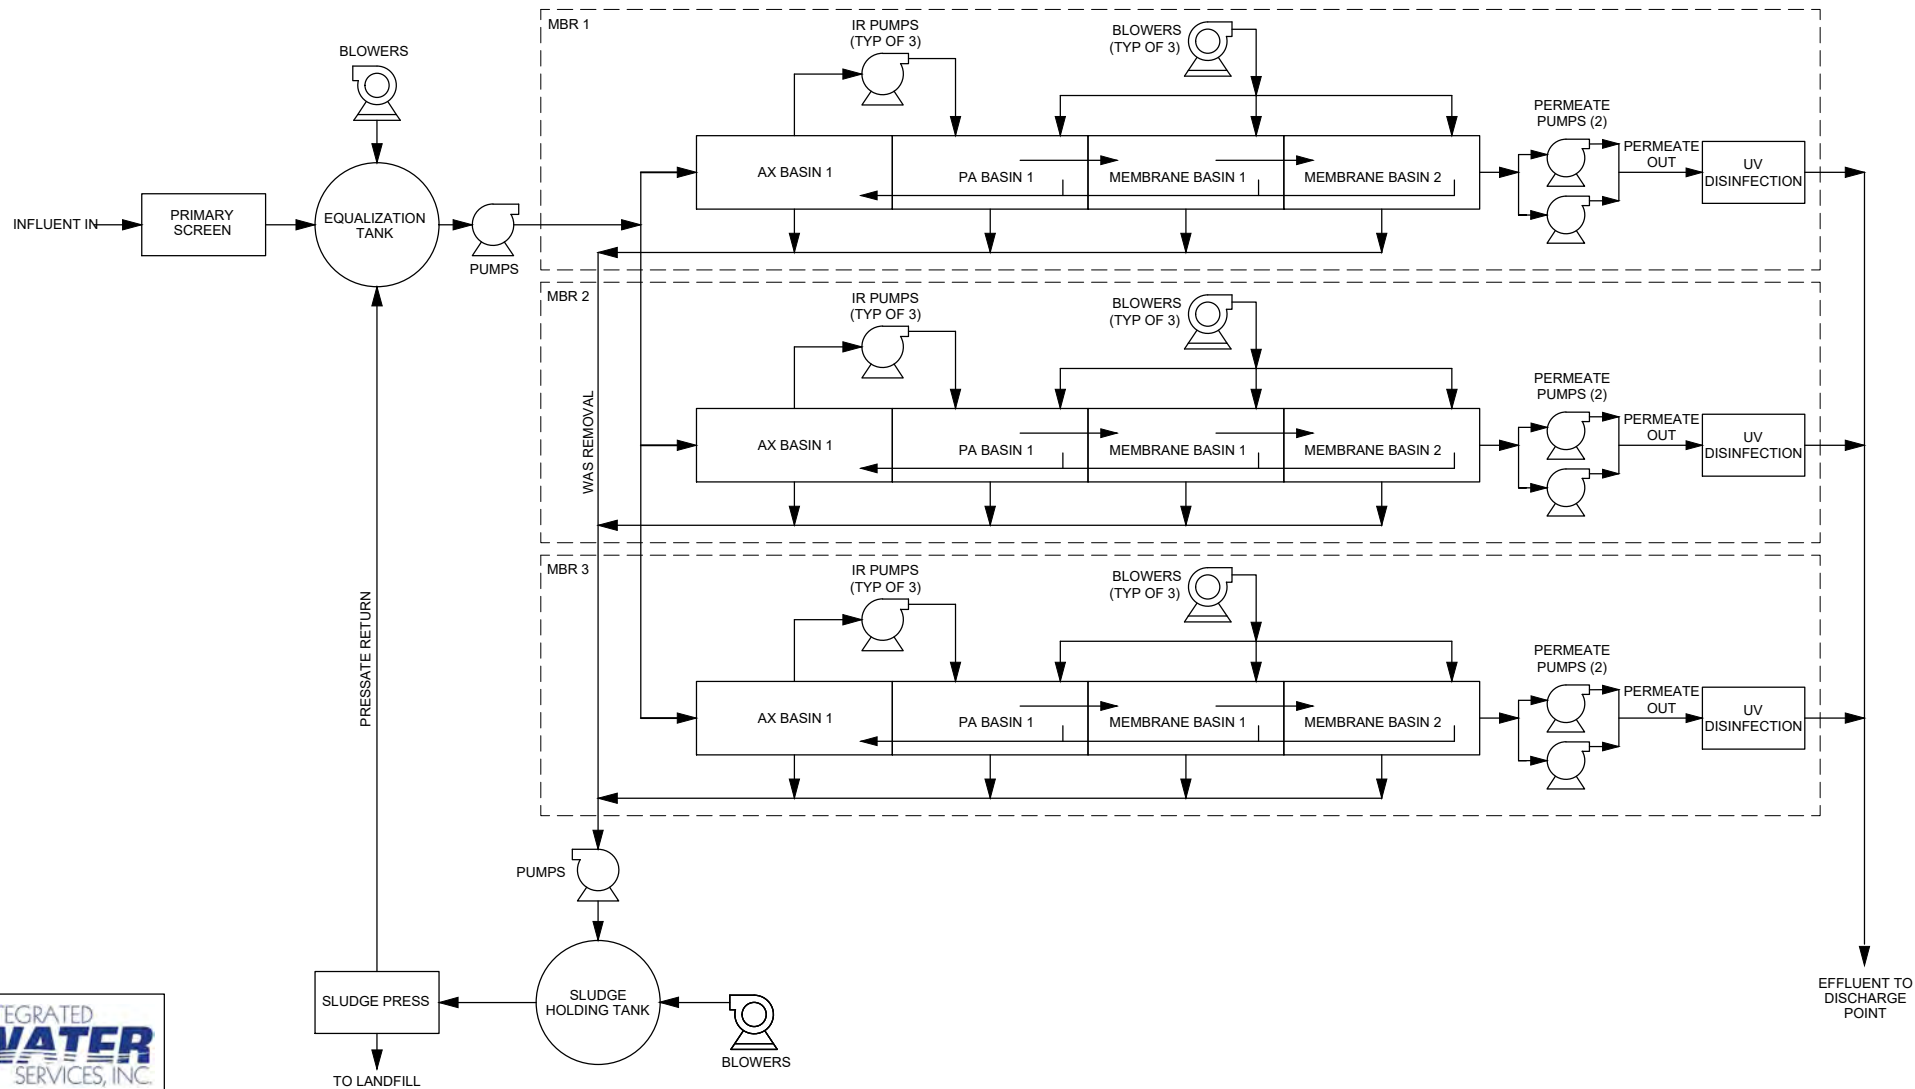 BLOWERS
INFLUENT IN
PRIMARY
SCREEN
EQUALIZATION
TANK
PUMPS
MBR 1
IR PUMPS
(TYP OF 3)
BLOWERS
(TYP OF 3)
AX BASIN 1
PA BASIN 1
MEMBRANE BASIN 1
MEMBRANE BASIN 2
PERMEATE
PUMPS (2)
PERMEATE
OUT
UV
DISINFECTION
MBR 2
IR PUMPS
(TYP OF 3)
BLOWERS
(TYP OF 3)
AX BASIN 1
PA BASIN 1
MEMBRANE BASIN 1
MEMBRANE BASIN 2
PERMEATE
PUMPS (2)
PERMEATE
OUT
UV
DISINFECTION
WAS REMOVAL
MBR 3
IR PUMPS
(TYP OF 3)
BLOWERS
(TYP OF 3)
AX BASIN 1
PA BASIN 1
MEMBRANE BASIN 1
MEMBRANE BASIN 2
PERMEATE
PUMPS (2)
PERMEATE
OUT
UV
DISINFECTION
PRESSATE RETURN
PUMPS
SLUDGE PRESS
SLUDGE
HOLDING TANK
BLOWERS
TO LANDFILL
EFFLUENT TO
DISCHARGE
POINT
TEGRATED
WATER
SERVICES, INC.